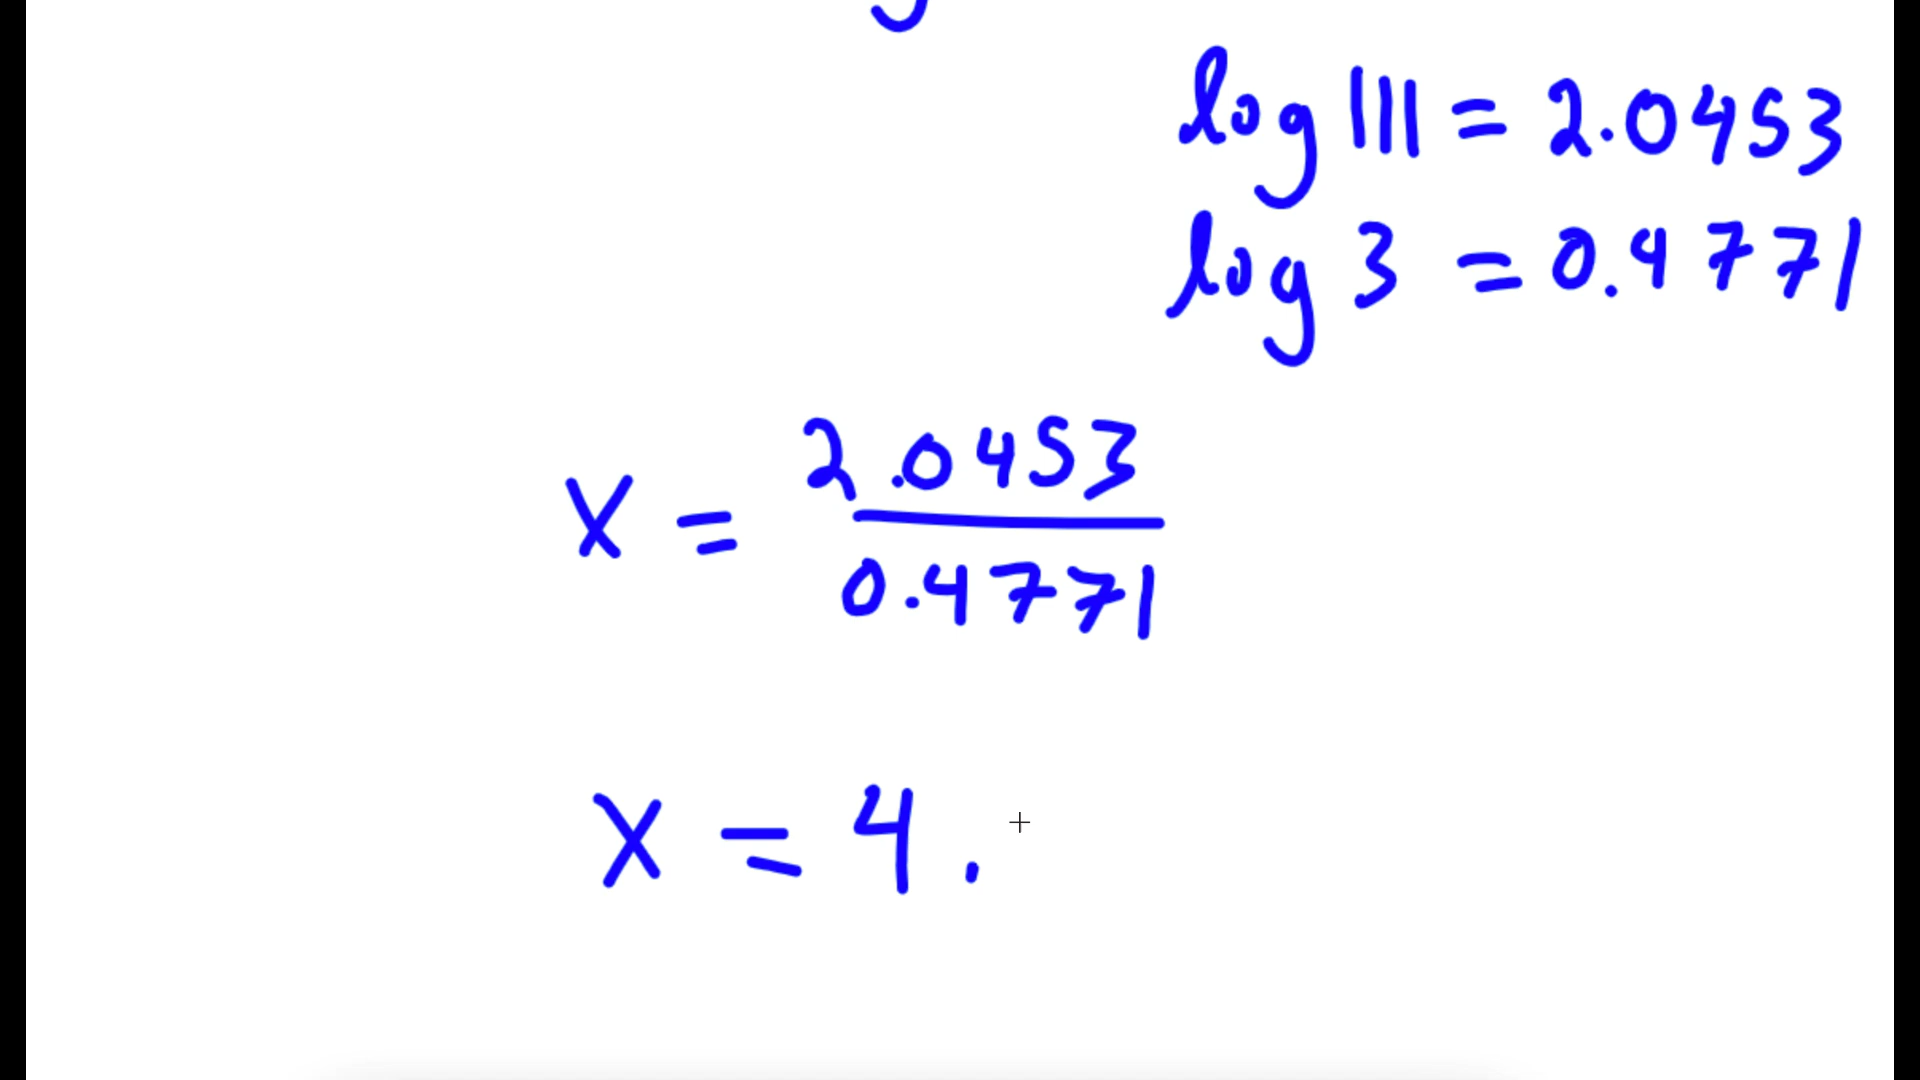 log 111 = 2.0453
log 3 = 0.4771
x = 2.0453
0.4771
x = 4.